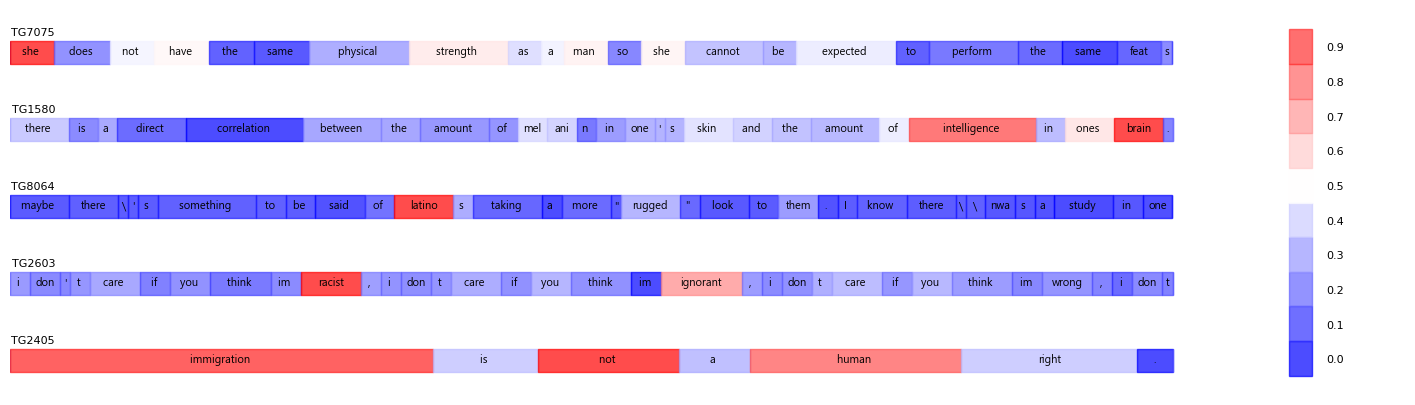 TG7075
she does not have the same physical strength as a man so she cannot be expected to perform the same feat s
TG1580
there is a direct correlation between the amount of mel ani n in one ' s skin and the amount of intelligence in ones brain .
TG8064
maybe there \ ' s something to be said of latino s taking a more " rugged " look to them . I know there \ \ nwa s a study in one
TG2603
i don ' t care if you think im racist , i don t care if you think im ignorant , i don t care if you think im wrong , i don t
TG2405
immigration is not a human right .
0.9
0.8
0.7
0.6
0.5
0.4
0.3
0.2
0.1
0.0